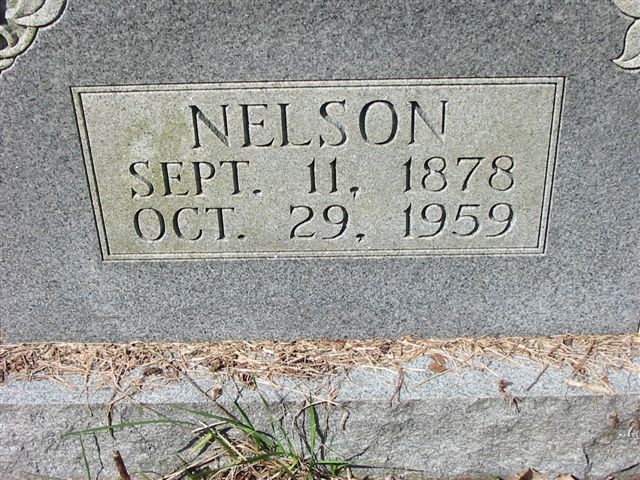 NELSON
SEPT. 11, 1878
OCT. 29, 1959